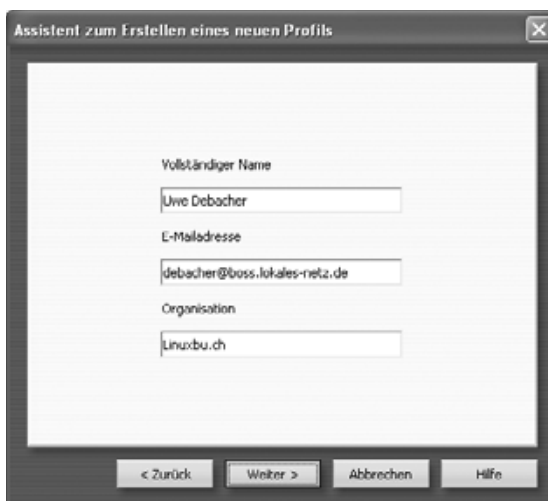 Assistent zum Erstellen eines neuen Profils
Vollständiger Name
Uwe Debacher
E-Mailadresse
debacher@boss.lokales-netz.de
Organisation
Linuxbu.ch
< Zurück
Weiter >
Abbrechen
Hilfe